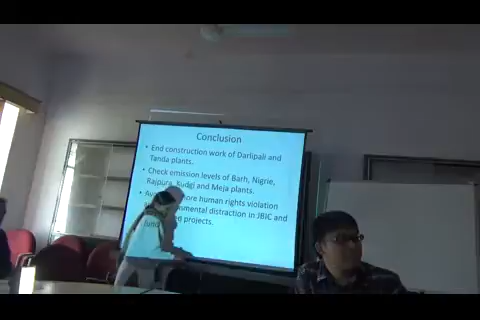 Conclusion
• End construction work of Darlipali and
Tanda plants.
• Check emission levels of Barh, Nigrie,
Rajpura, Kudgi and Meja plants.
• more human rights violation
distraction in JBIC and
projects.